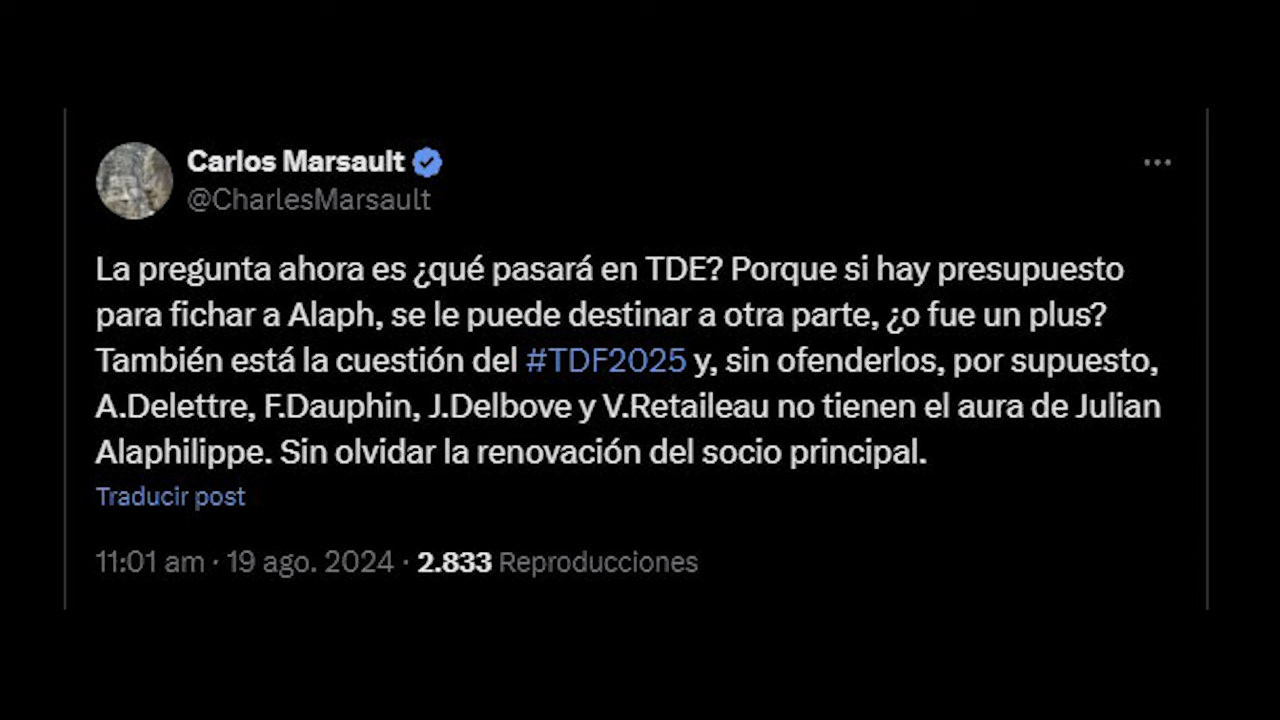 Carlos Marsault
@CharlesMarsault
La pregunta ahora es ¿qué pasará en TDE? Porque si hay presupuesto
para fichar a Alaph, se le puede destinar a otra parte, ¿o fue un plus?
También está la cuestión del #TDF2025 y, sin ofenderlos, por supuesto,
A.Delettre, F.Dauphin, J.Delbove y V.Retaileau no tienen el aura de Julian
Alaphilippe. Sin olvidar la renovación del socio principal.
Traducir post
11:01 am · 19 ago. 2024 · 2.833 Reproducciones